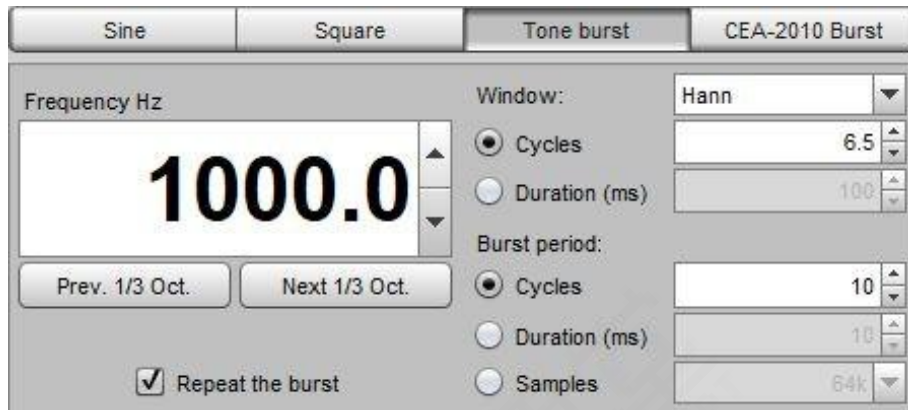 Sine Square Tone burst CEA-2010 Burst
Frequency Hz
1000.0
Prev. 1/3 Oct. Next 1/3 Oct.
Repeat the burst
Window: Hann
Cycles 6.5
Duration (ms) 100
Burst period:
Cycles 10
Duration (ms) 10
Samples 64k